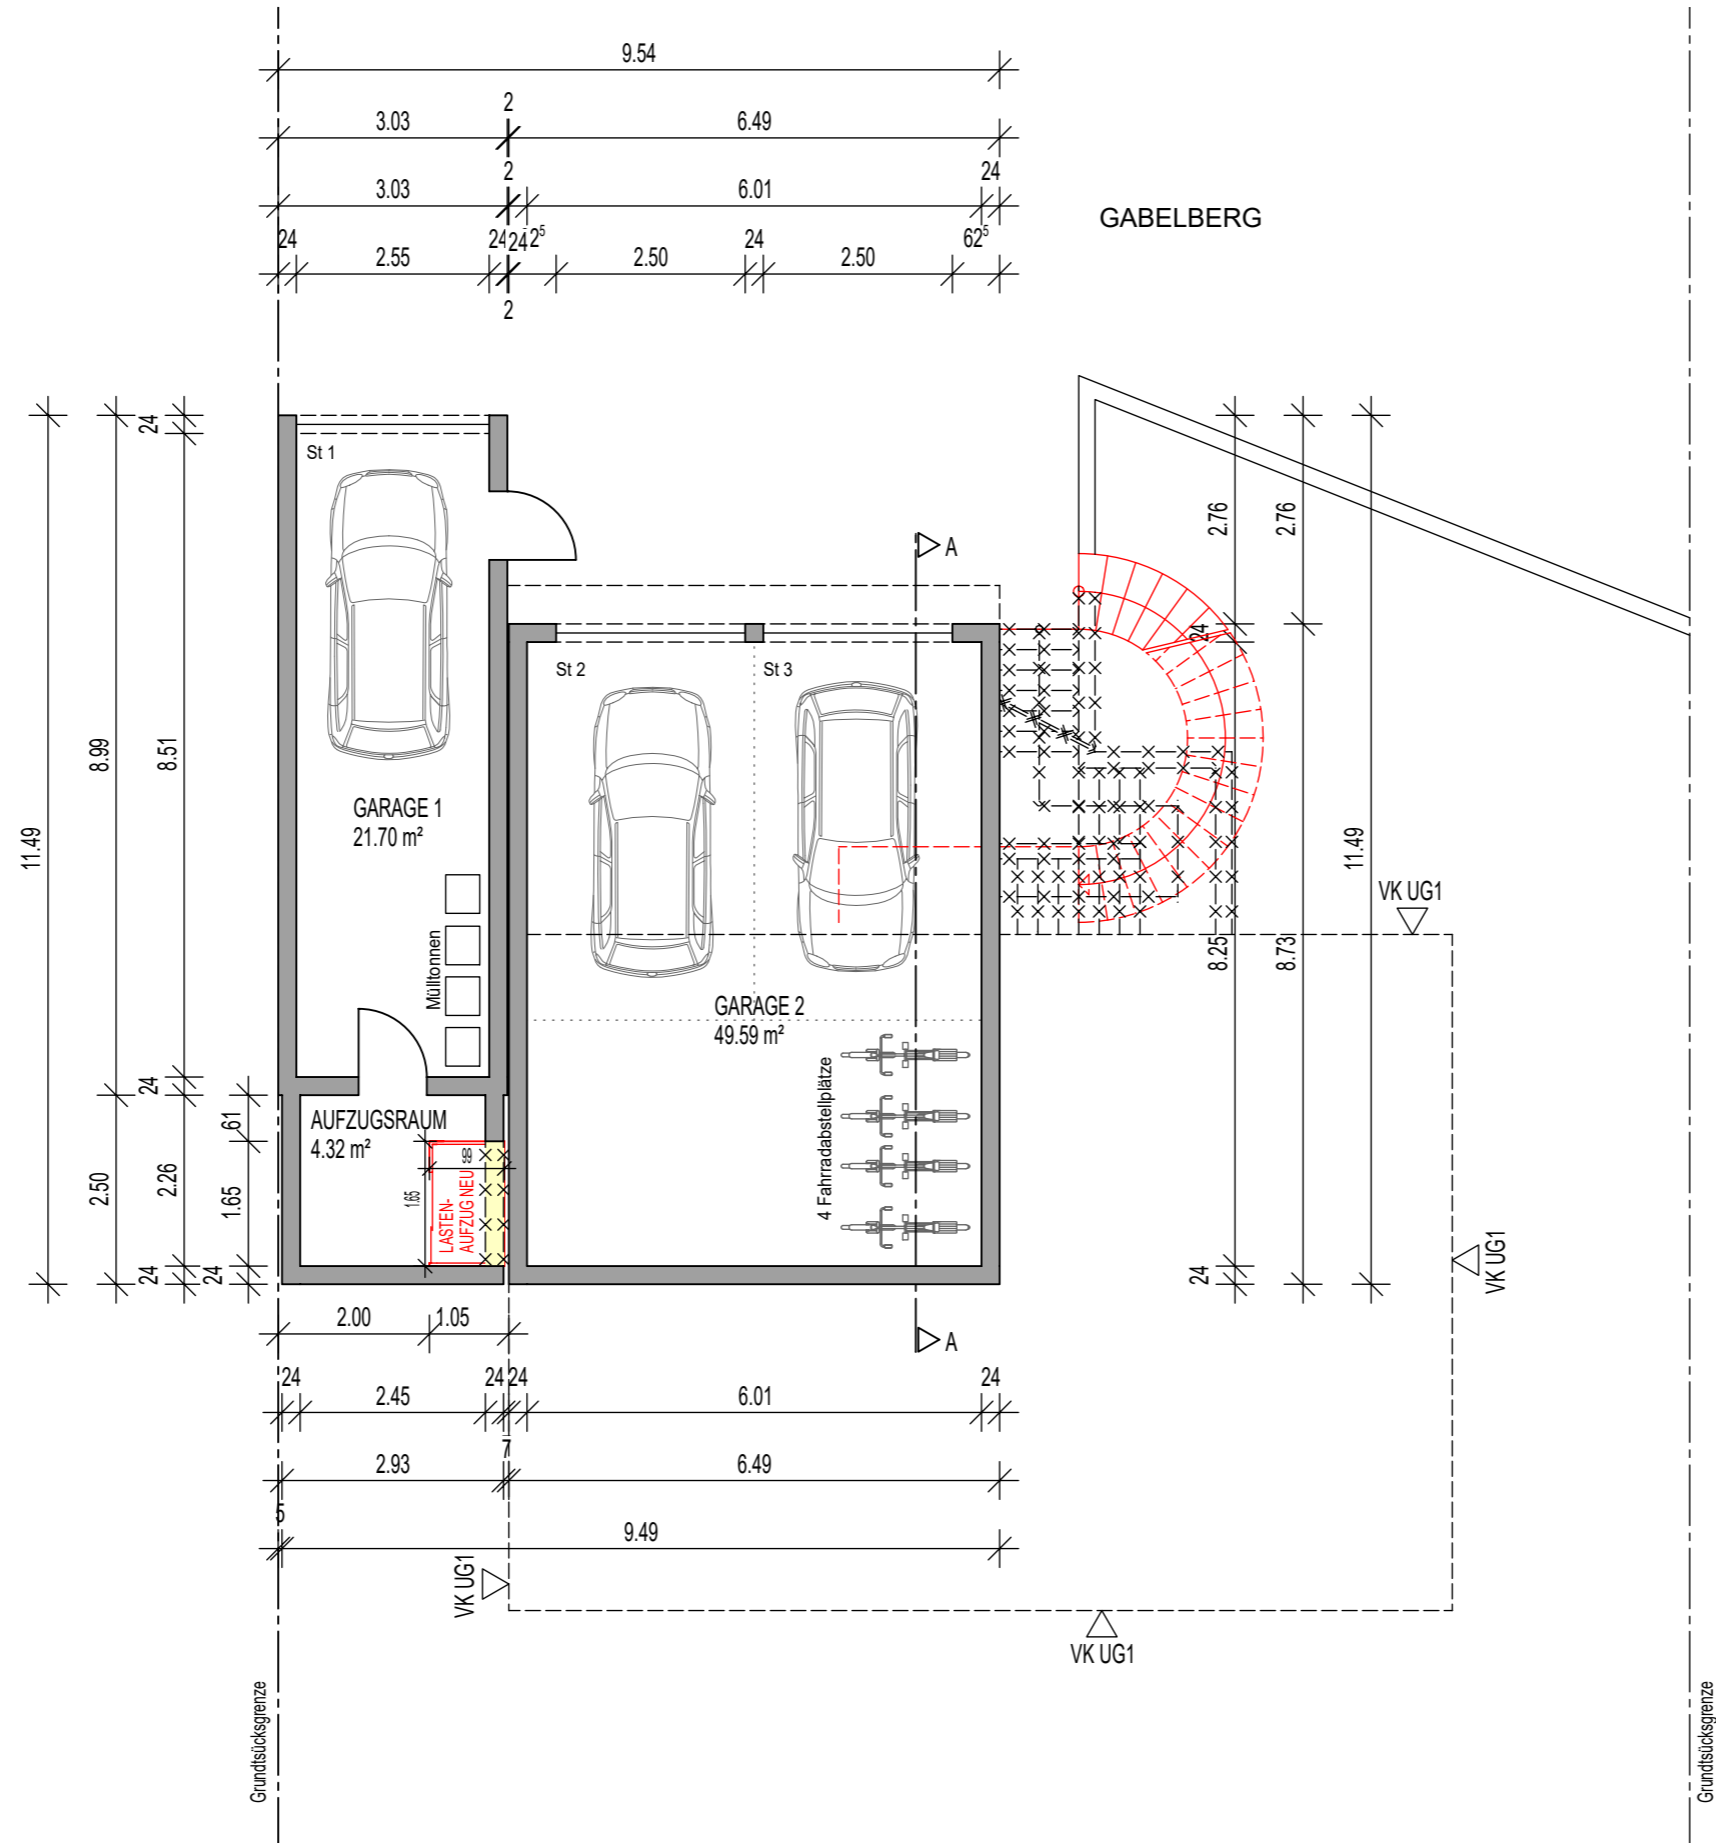 9.54
3.03
2
6.49
3.03
2
6.01
24
24
2.55
24
24
2⁵
2.50
24
2.50
62⁵
2
GABELBERG
24
St 1
2.76
2.76
A
24
St 2
St 3
8.99
8.51
GARAGE 1
21.70 m²
11.49
11.49
VK UG1
Mülltonnen
8.25
8.73
GARAGE 2
49.59 m²
4 Fahrradabstellplätze
24
61
AUFZUGSRAUM
4.32 m²
99
1.65
LASTEN-
AUFZUG NEU
2.50
2.26
1.65
24
24
24
VK UG1
2.00
1.05
A
24
2.45
24
24
6.01
24
2.93
7
6.49
5
9.49
VK UG1
VK UG1
Grundtsücksgrenze
Grundtsücksgrenze